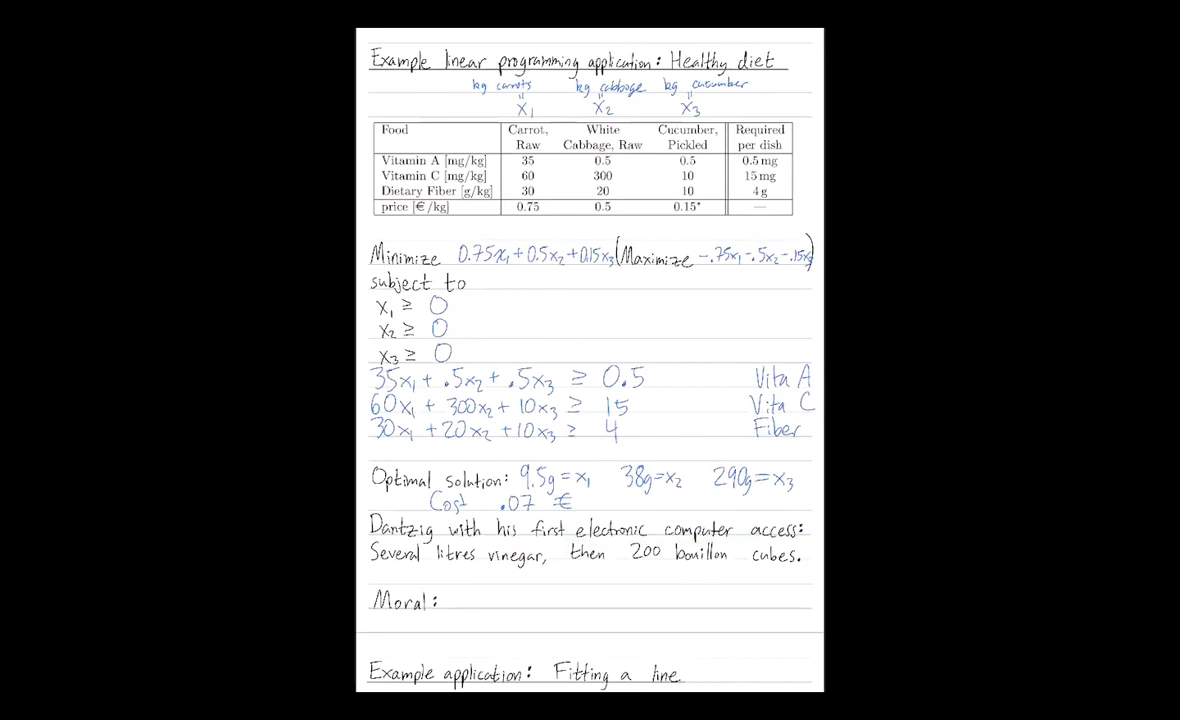 Example linear programming application: Healthy diet
kg carrots kg cabbage kg cucumber
= = =
x₁ x₂ x₃
Food Carrot, White Cucumber, Required
Raw Cabbage, Raw Pickled per dish
Vitamin A [mg/kg] 35 0.5 0.5 0.5 mg
Vitamin C [mg/kg] 60 300 10 15 mg
Dietary Fiber [g/kg] 30 20 10 4 g
price [€/kg] 0.75 0.5 0.15* —
Minimize 0.75x₁ + 0.5x₂ + 0.15x₃ (Maximize -.75x₁ -.5x₂ -.15x₃)
subject to
x₁ ≥ 0
x₂ ≥ 0
x₃ ≥ 0
35x₁ + .5x₂ + .5x₃ ≥ 0.5 Vita A
60x₁ + 300x₂ + 10x₃ ≥ 15 Vita C
30x₁ + 20x₂ + 10x₃ ≥ 4 Fiber
Optimal solution: 9.5g = x₁ 38g = x₂ 290g = x₃
Cost .07 €
Dantzig with his first electronic computer access:
Several litres vinegar, then 200 bouillon cubes.
Moral:
Example application: Fitting a line